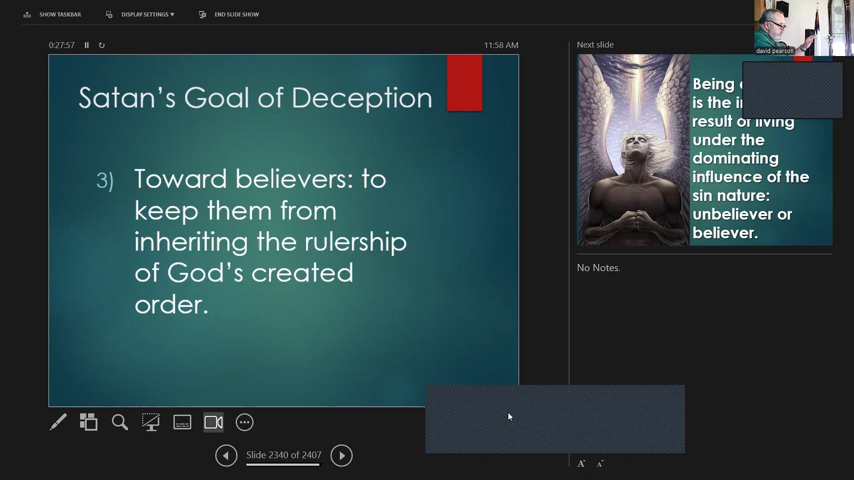 SHOW TASKBAR
DISPLAY SETTINGS ▼
END SLIDE SHOW
0:27:57
11:58 AM
Satan's Goal of Deception
3) Toward believers: to
keep them from
inheriting the rulership
of God's created
order.
Slide 2340 of 2407
david pearson
Next slide
Being
is the
result of living
under the
dominating
influence of the
sin nature:
unbeliever or
believer.
No Notes.
A
A